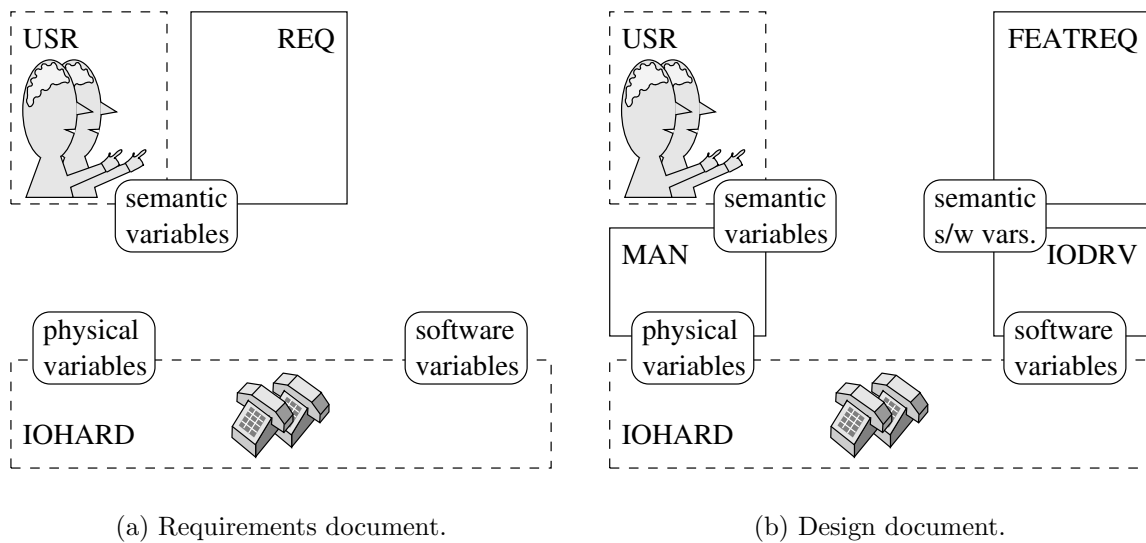 USR
REQ
semantic
variables
physical
variables
software
variables
IOHARD
(a) Requirements document.
USR
FEATREQ
semantic
variables
semantic
s/w vars.
MAN
IODRV
physical
variables
software
variables
IOHARD
(b) Design document.